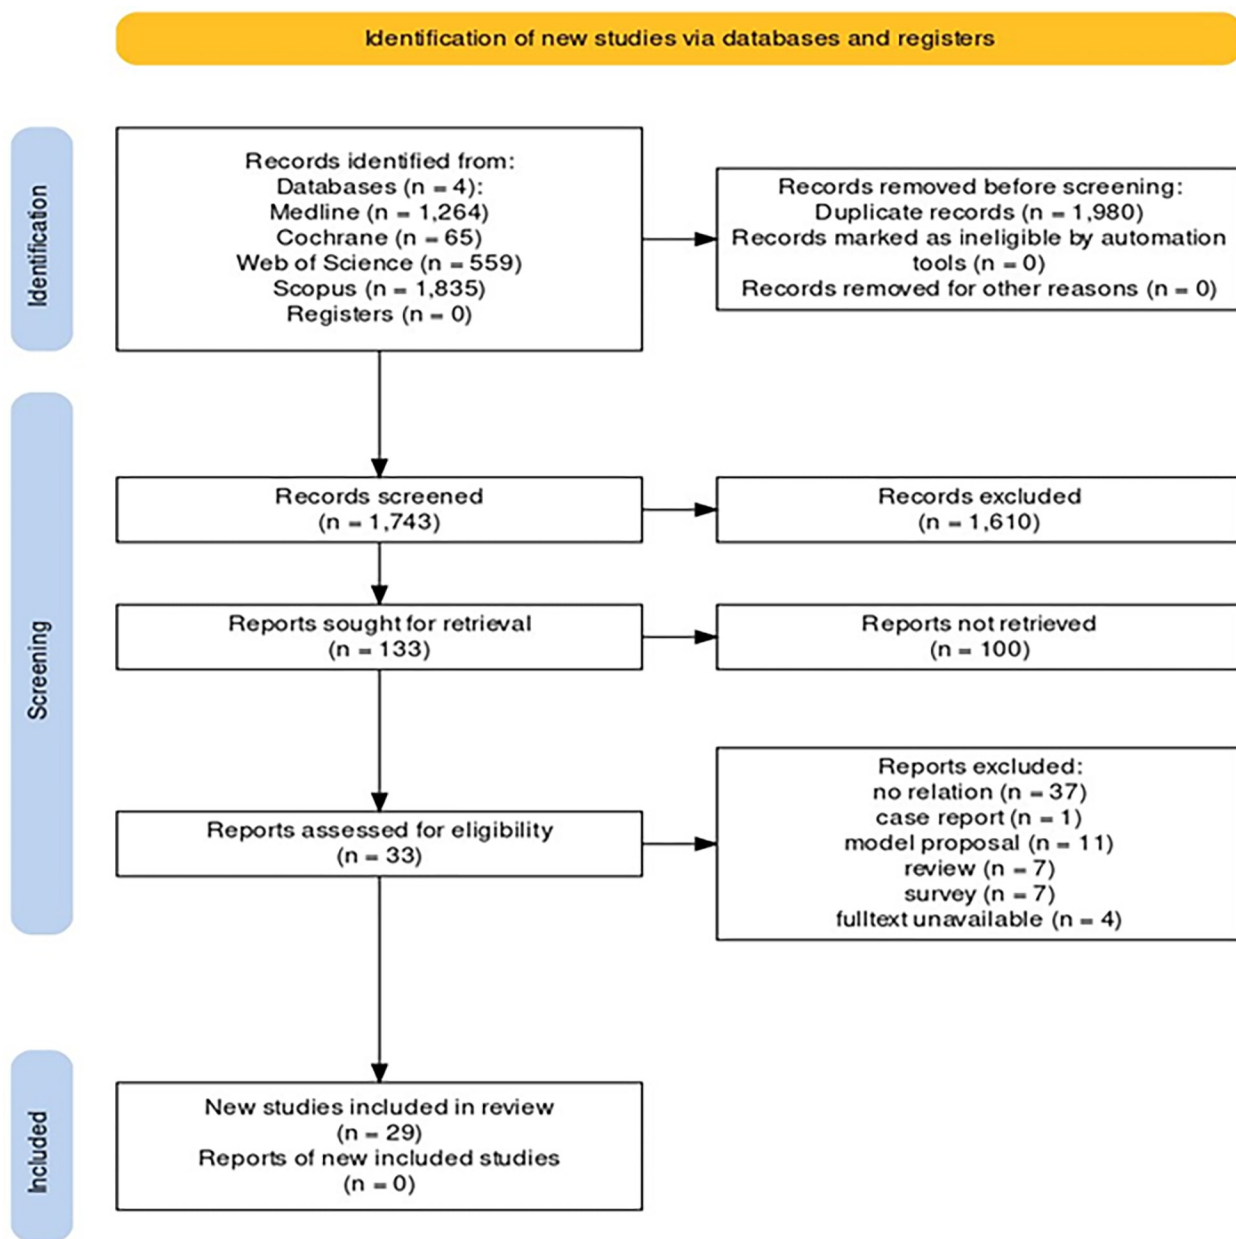 Identification of new studies via databases and registers
Identification
Records identified from:
Databases (n = 4):
Medline (n = 1,264)
Cochrane (n = 65)
Web of Science (n = 559)
Scopus (n = 1,835)
Registers (n = 0)
Records removed before screening:
Duplicate records (n = 1,980)
Records marked as ineligible by automation
tools (n = 0)
Records removed for other reasons (n = 0)
Screening
Records screened
(n = 1,743)
Records excluded
(n = 1,610)
Reports sought for retrieval
(n = 133)
Reports not retrieved
(n = 100)
Reports assessed for eligibility
(n = 33)
Reports excluded:
no relation (n = 37)
case report (n = 1)
model proposal (n = 11)
review (n = 7)
survey (n = 7)
fulltext unavailable (n = 4)
Included
New studies included in review
(n = 29)
Reports of new included studies
(n = 0)